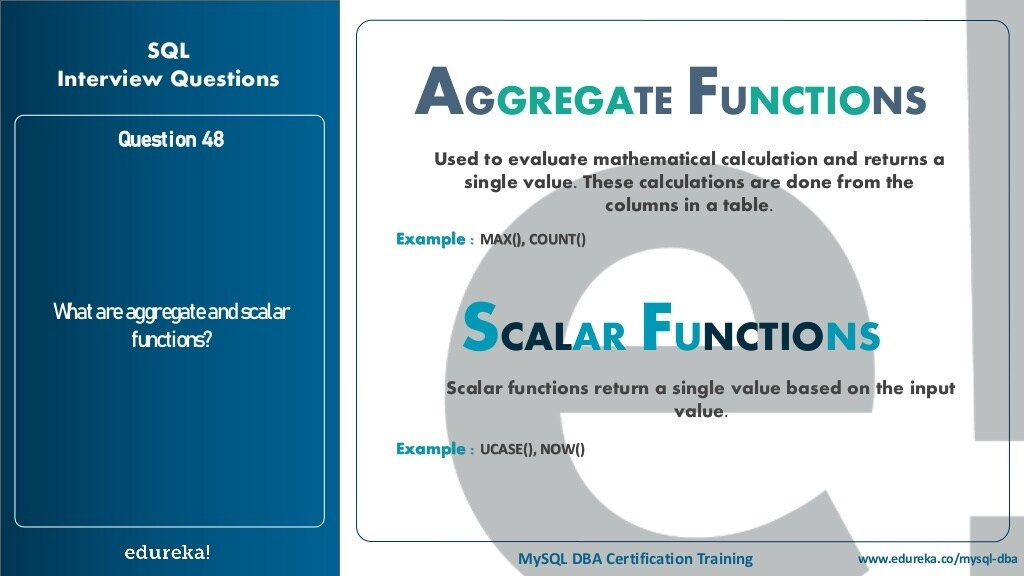 SQL
Interview Questions
Question 48
What are aggregate and scalar
functions?
edureka!
AGGREGATE FUNCTIONS
Used to evaluate mathematical calculation and returns a
single value. These calculations are done from the
columns in a table.
Example : MAX(), COUNT()
SCALAR FUNCTIONS
Scalar functions return a single value based on the input
value.
Example : UCASE(), NOW()
MySQL DBA Certification Training
www.edureka.co/mysql-dba